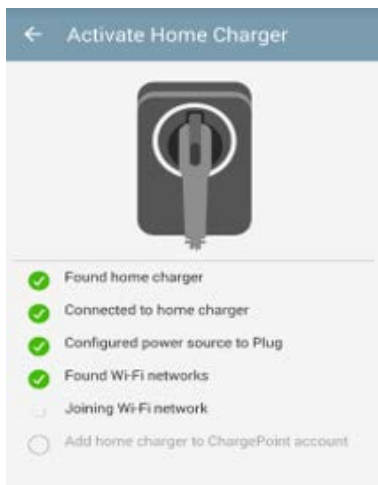 Activate Home Charger
Found home charger
Connected to home charger
Configured power source to Plug
Found Wi-Fi networks
Joining Wi-Fi network
Add home charger to ChargePoint account